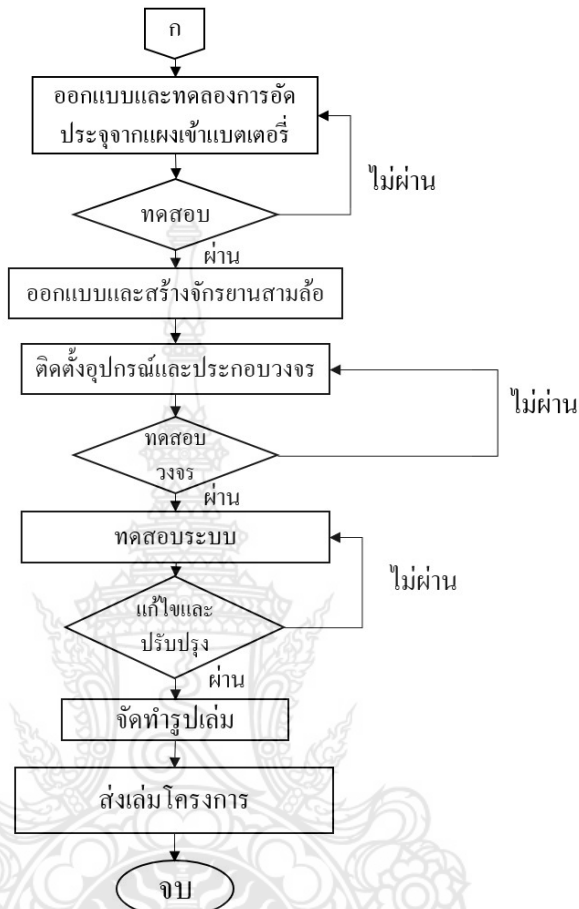 ก
ออกแบบและทดลองการอัด
ประจุจากแผงเข้าแบตเตอรี่
ไม่ผ่าน
ทดสอบ
ผ่าน
ออกแบบและสร้างจักรยานสามล้อ
ติดตั้งอุปกรณ์และประกอบวงจร
ไม่ผ่าน
ทดสอบ
วงจร
ผ่าน
ทดสอบระบบ
ไม่ผ่าน
แก้ไขและ
ปรับปรุง
ผ่าน
จัดทำรูปเล่ม
ส่งเล่มโครงการ
จบ